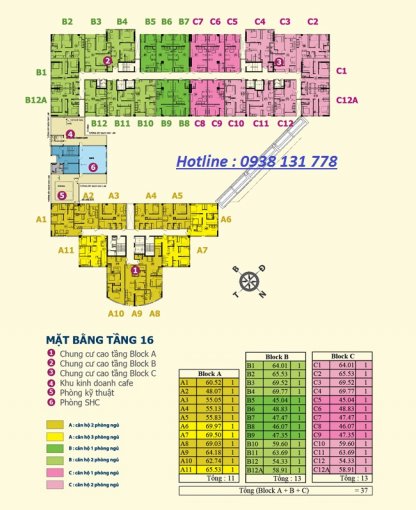 B2 B3 B4 B5 B6 B7 C7 C6 C5 C4 C3 C2
2 3
B1 C1
B12A C12A
B12 B11 B10 B9 B8 C8 C9 C10 C11 C12
4
Hotline : 0938 131 778
6
5
A2 A3 A4 A5
A1 A6
A11 A7
1
A10 A9 A8
B Đ T N
MẶT BẰNG TẦNG 16
1 Chung cư cao tầng Block A
2 Chung cư cao tầng Block B
3 Chung cư cao tầng Block C
4 Khu kinh doanh cafe
5 Phòng kỹ thuật
6 Phòng SHC
A : căn hộ 2 phòng ngủ
A : căn hộ 2 phòng ngủ
B : căn hộ 2 phòng ngủ
B : căn hộ 1 phòng ngủ
C : căn hộ 1 phòng ngủ
C : căn hộ 2 phòng ngủ
Block A
A1 60.52 1
A2 48.07 1
A3 55.05 1
A4 55.13 1
A5 55.83 1
A6 69.97 1
A7 69.50 1
A8 69.03 1
A9 64.18 1
A10 62.74 1
A11 65.53 1
Tổng : 11
Block B
B1 64.01 1
B2 65.53 1
B3 69.52 1
B4 69.77 1
B5 45.04 1
B6 48.83 1
B7 48.83 1
B8 46.07 1
B9 47.35 1
B10 59.60 1
B11 63.69 1
B12 54.33 1
B12A 58.91 1
Tổng : 13
Block C
C1 64.01 1
C2 65.53 1
C3 69.52 1
C4 69.77 1
C5 45.04 1
C6 48.83 1
C7 48.83 1
C8 46.07 1
C9 47.35 1
C10 59.60 1
C11 63.69 1
C12 54.33 1
C12A 58.91 1
Tổng : 13
Tổng (Block A + B + C) = 37